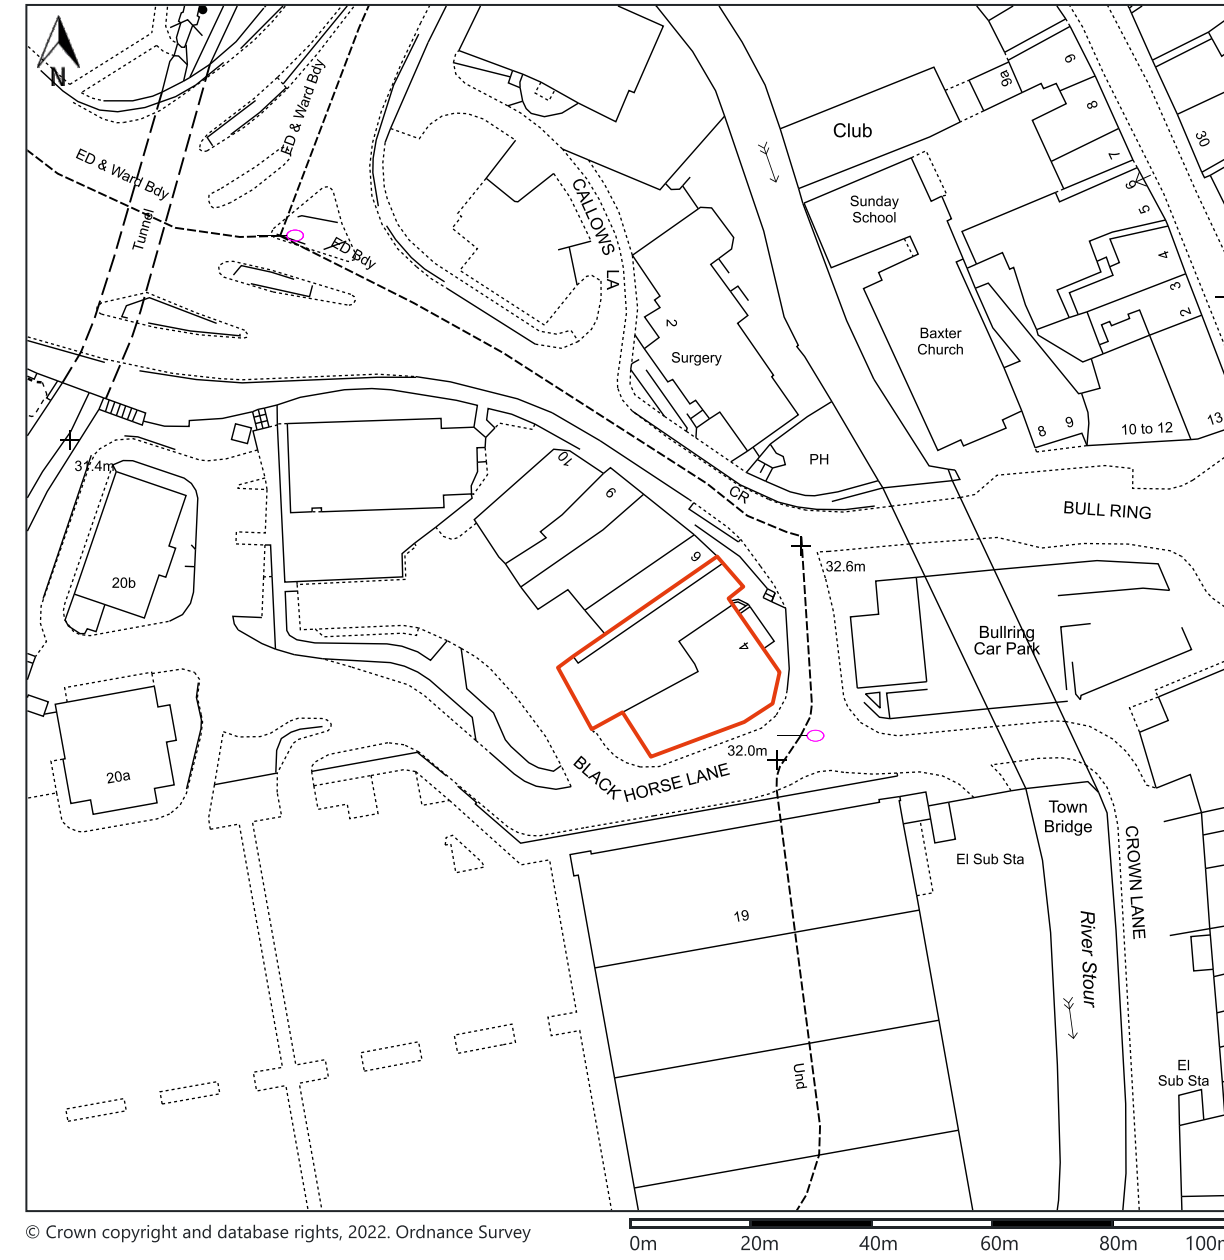 N
ED & Ward Bdy
ED & Ward Bdy
Tunnel
ED Bdy
CALLOWS LA
Club
9a
9
8
7
6
5
4
3
2
30
Sunday
School
Baxter
Church
2
Surgery
PH
8
9
10 to 12
13
31.4m
10
9
6
4
CR
BULL RING
32.6m
20b
Bullring
Car Park
20a
32.0m
BLACK HORSE LANE
Town
Bridge
El Sub Sta
CROWN LANE
19
River Stour
Und
El
Sub Sta
© Crown copyright and database rights, 2022. Ordnance Survey
0m 20m 40m 60m 80m 100m